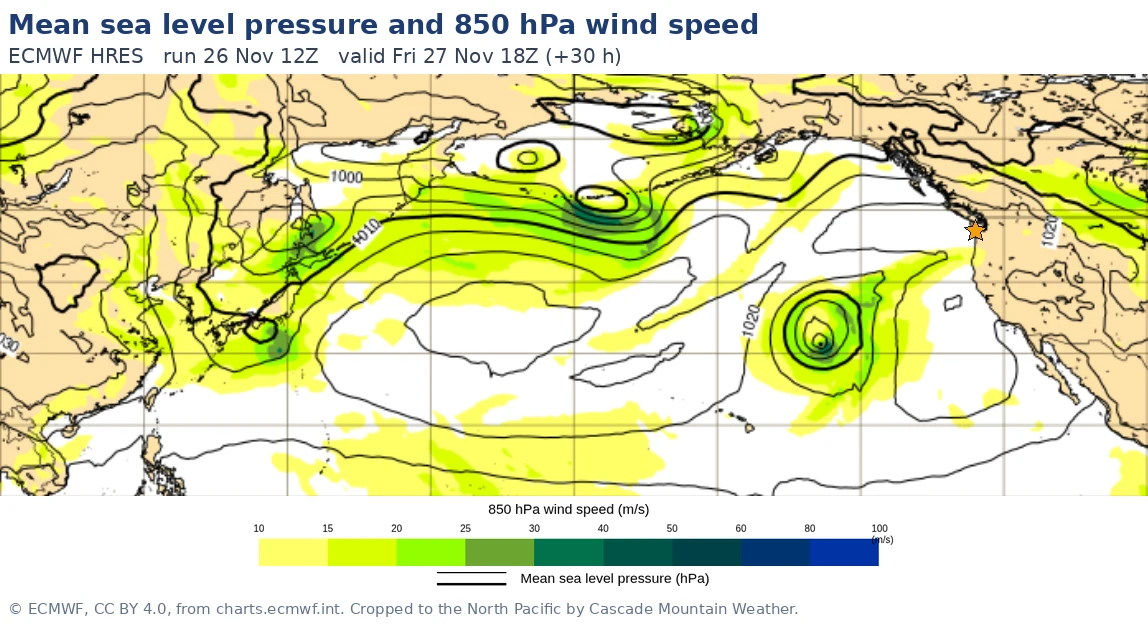 Mean sea level pressure and 850 hPa wind speed
ECMWF HRES run 26 Nov 12Z valid Fri 27 Nov 18Z (+30 h)
1000
1010
1020
1020
030
850 hPa wind speed (m/s)
10 15 20 25 30 40 50 60 80 100
(m/s)
Mean sea level pressure (hPa)
© ECMWF, CC BY 4.0, from charts.ecmwf.int. Cropped to the North Pacific by Cascade Mountain Weather.